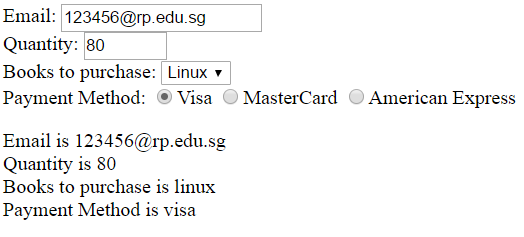 Email: 123456@rp.edu.sg
Quantity: 80
Books to purchase: Linux
Payment Method: Visa MasterCard American Express
Email is 123456@rp.edu.sg
Quantity is 80
Books to purchase is linux
Payment Method is visa